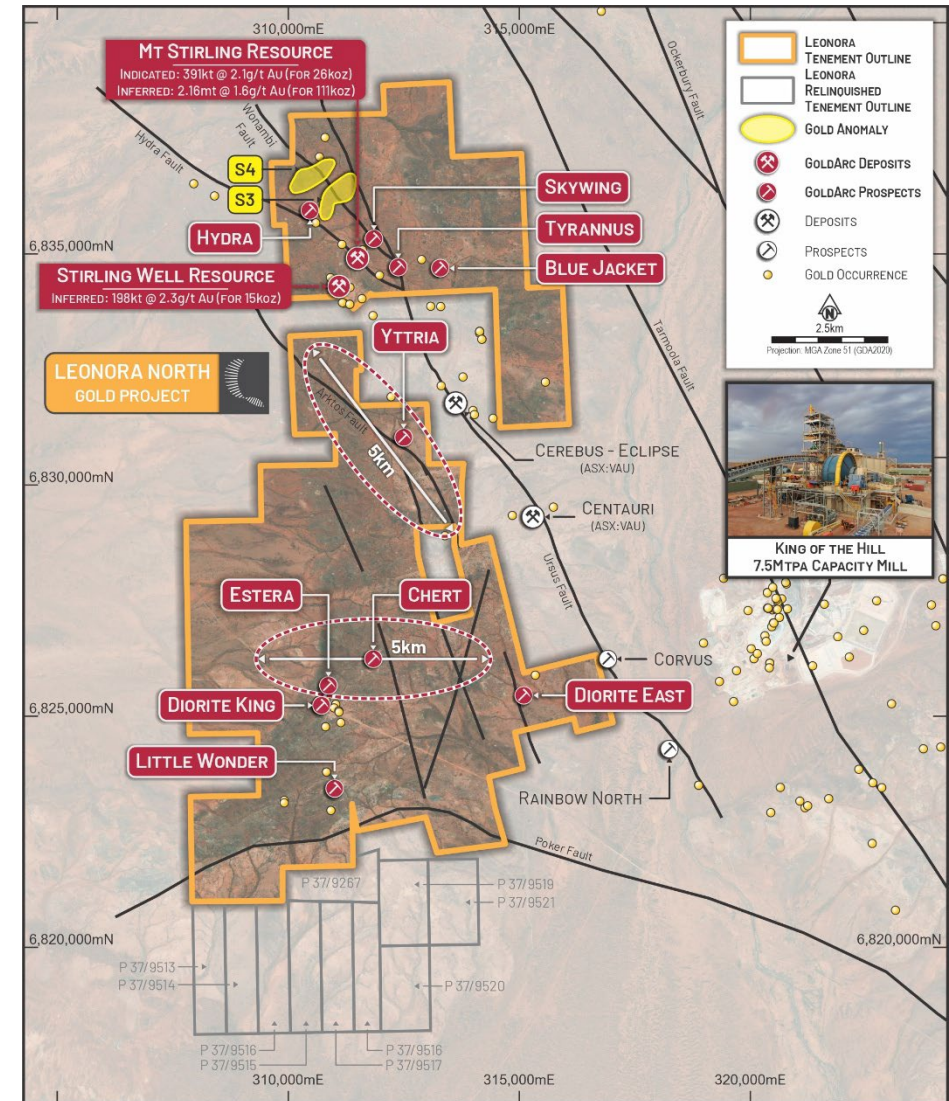 310,000mE
315,000mE
MT STIRLING RESOURCE
INDICATED: 391KT @ 2.1G/T AU (FOR 26KOZ)
INFERRED: 2.16MT @ 1.6G/T AU (FOR 111KOZ)
Ockerbury Fault
Wonambi
Fault
Hydra Fault
S4
S3
SKYWING
HYDRA
TYRANNUS
6,835,000mN
BLUE JACKET
STIRLING WELL RESOURCE
INFERRED: 198KT @ 2.3G/T AU (FOR 15KOZ)
LEONORA
TENEMENT OUTLINE
LEONORA
RELINQUISHED
TENEMENT OUTLINE
GOLD ANOMALY
GOLDARC DEPOSITS
GOLDARC PROSPECTS
DEPOSITS
PROSPECTS
GOLD OCCURRENCE
N
2.5km
Projection: MGA Zone 51 (GDA2020)
Tarmoola Fault
YTTRIA
LEONORA NORTH
GOLD PROJECT
Arktos Fault
5km
CEREBUS - ECLIPSE
(ASX:VAU)
6,830,000mN
CENTAURI
(ASX:VAU)
KING OF THE HILL
7.5MTPA CAPACITY MILL
Ursus Fault
ESTERA
CHERT
5km
CORVUS
DIORITE KING
DIORITE EAST
6,825,000mN
LITTLE WONDER
RAINBOW NORTH
Poker Fault
P 37/9267
P 37/9519
P 37/9521
6,820,000mN
6,820,000mN
P 37/9513
P 37/9514
P 37/9520
P 37/9516
P 37/9516
P 37/9515
P 37/9517
310,000mE
315,000mE
320,000mE